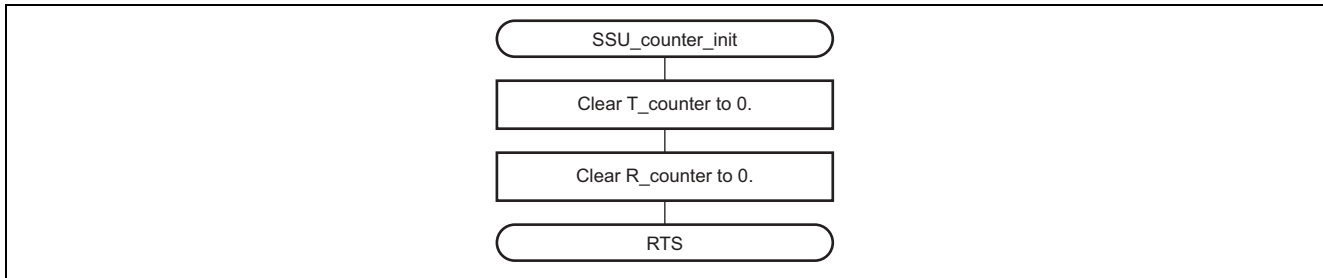 SSU_counter_init
Clear T_counter to 0.
Clear R_counter to 0.
RTS